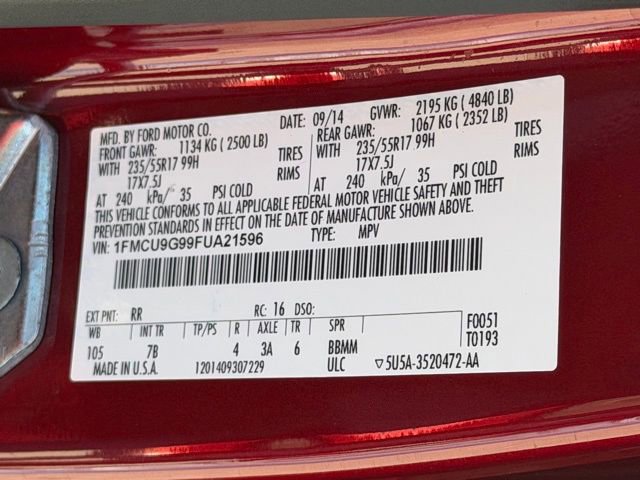 MFD. BY FORD MOTOR CO.
DATE: 09/14 GVWR: 2195 KG ( 4840 LB)
FRONT GAWR: 1134 KG ( 2500 LB) REAR GAWR: 1067 KG ( 2352 LB)
WITH 235/55R17 99H TIRES WITH 235/55R17 99H TIRES
17X7.5J RIMS 17X7.5J RIMS
AT 240 kPa/ 35 PSI COLD AT 240 kPa/ 35 PSI COLD
THIS VEHICLE CONFORMS TO ALL APPLICABLE FEDERAL MOTOR VEHICLE SAFETY AND THEFT
PREVENTION STANDARDS IN EFFECT ON THE DATE OF MANUFACTURE SHOWN ABOVE.
VIN: 1FMCU9G99FUA21596 TYPE: MPV
EXT PNT: RR RC: 16 DSO:
WB INT TR TP/PS R AXLE TR SPR F0051
105 7B 4 3A 6 BBMM T0193
MADE IN U.S.A. 1201409307229 ULC ▽5U5A-3520472-AA